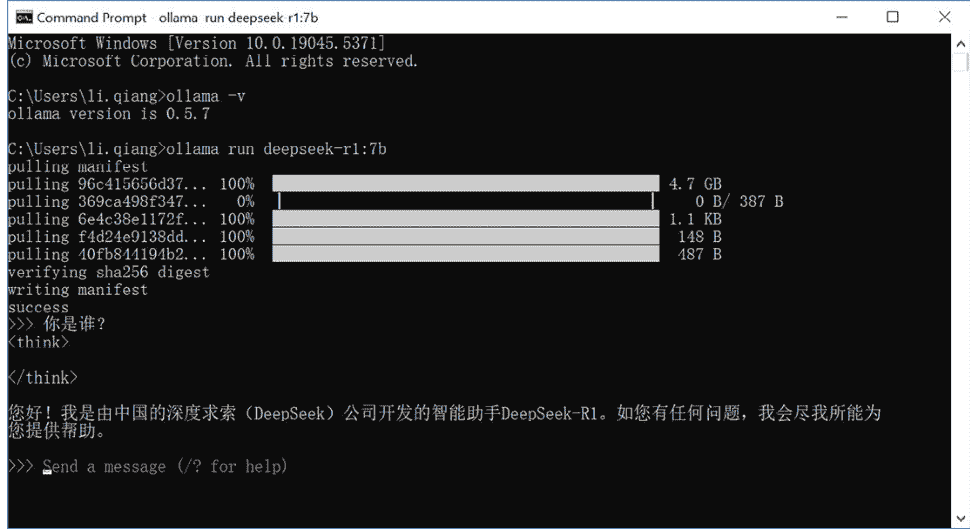 Command Prompt - ollama run deepseek-r1:7b
Microsoft Windows [Version 10.0.19045.5371]
(c) Microsoft Corporation. All rights reserved.
C:\Users\li.qiang>ollama -v
ollama version is 0.5.7
C:\Users\li.qiang>ollama run deepseek-r1:7b
pulling manifest
pulling 96c415656d37... 100% 4.7 GB
pulling 369ca498f347... 0% 0 B/ 387 B
pulling 6e4c38e1172f... 100% 1.1 KB
pulling f4d24e9138dd... 100% 148 B
pulling 40fb844194b2... 100% 487 B
verifying sha256 digest
writing manifest
success
>>> 你是谁?
<think>
</think>
您好！我是由中国的深度求索（DeepSeek）公司开发的智能助手DeepSeek-R1。如您有任何问题，我会尽我所能为
您提供帮助。
>>> Send a message (/? for help)